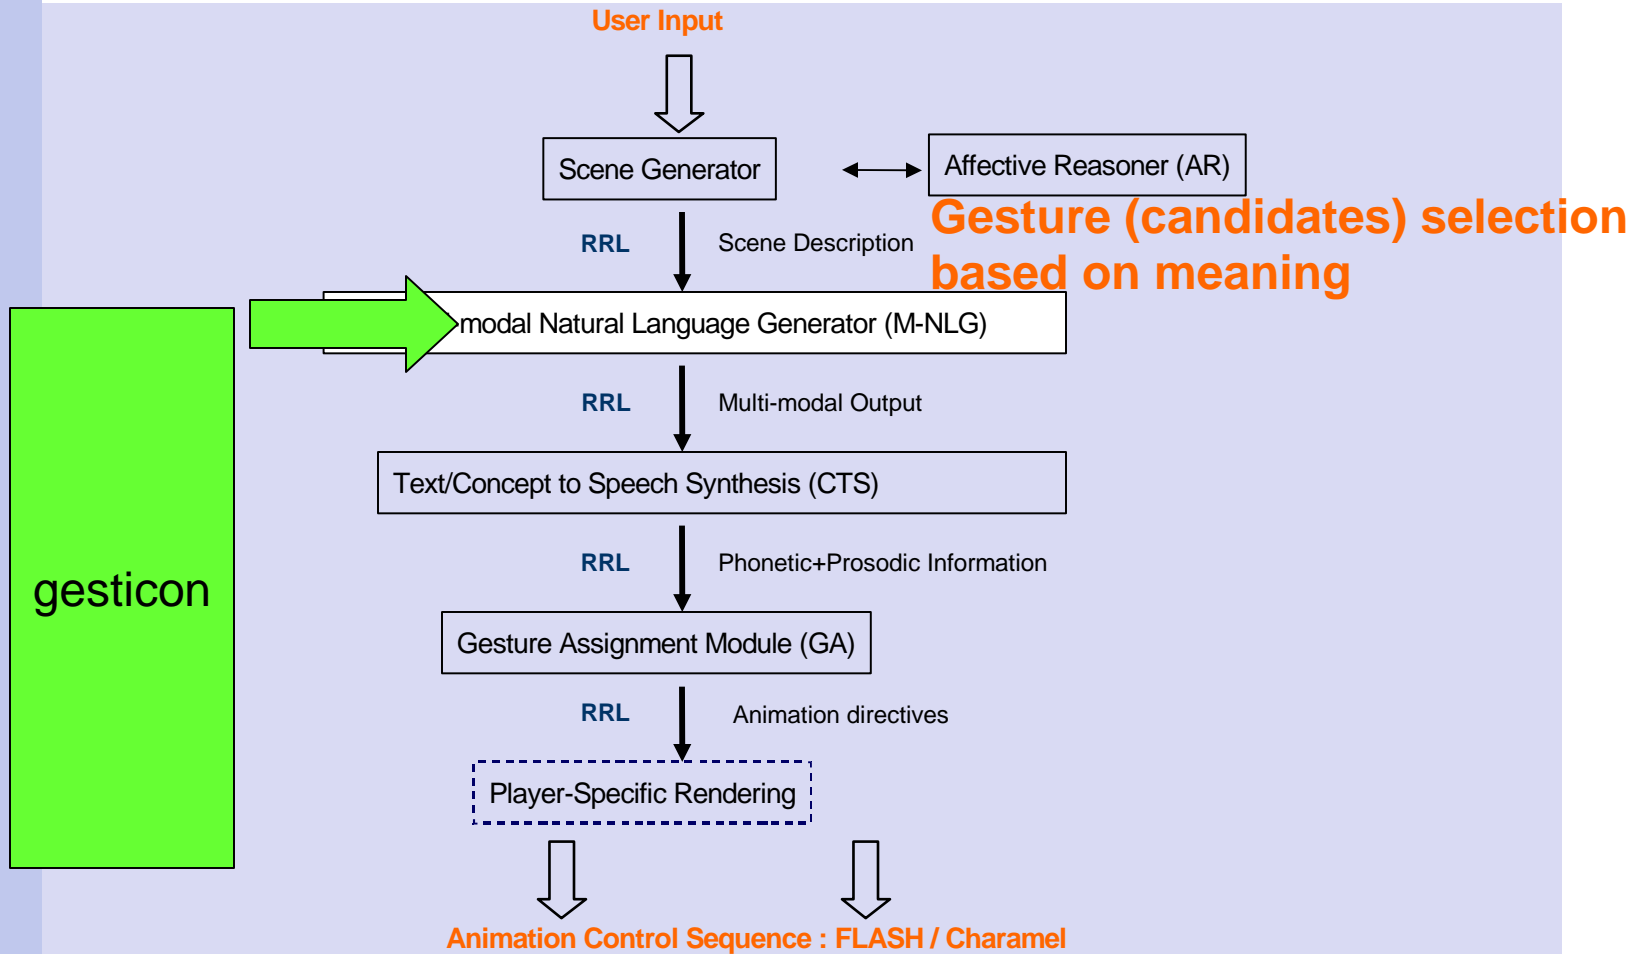 User Input
Scene Generator
Affective Reasoner (AR)
Gesture (candidates) selection
based on meaning
RRL
Scene Description
modal Natural Language Generator (M-NLG)
RRL
Multi-modal Output
Text/Concept to Speech Synthesis (CTS)
RRL
Phonetic+Prosodic Information
gesticon
Gesture Assignment Module (GA)
RRL
Animation directives
Player-Specific Rendering
Animation Control Sequence : FLASH / Charamel